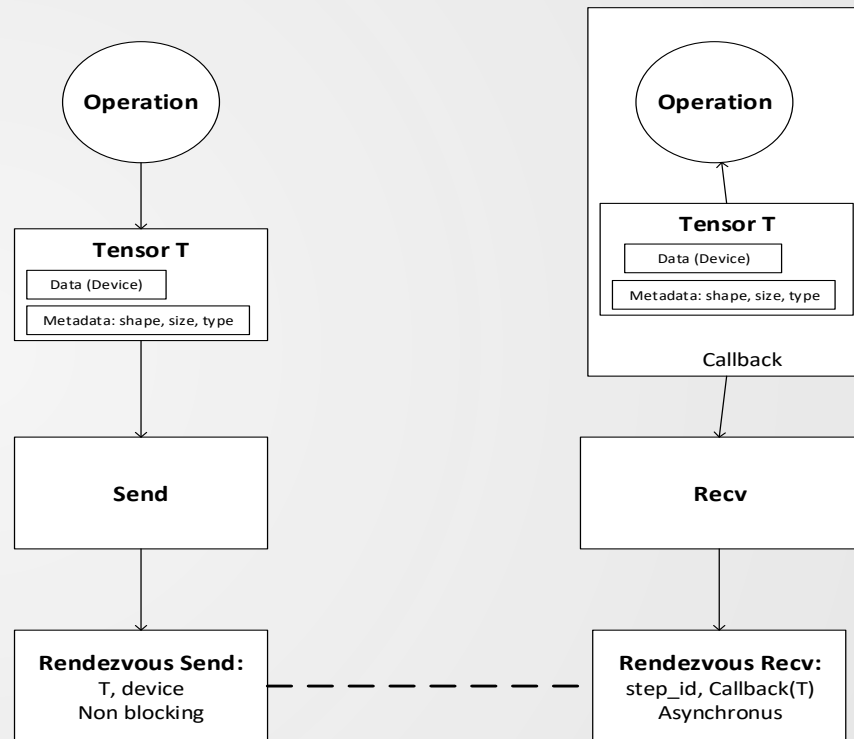 Operation
Tensor T
Data (Device)
Metadata: shape, size, type
Send
Rendezvous Send:
T, device
Non blocking
Operation
Tensor T
Data (Device)
Metadata: shape, size, type
Callback
Recv
Rendezvous Recv:
step_id, Callback(T)
Asynchronus